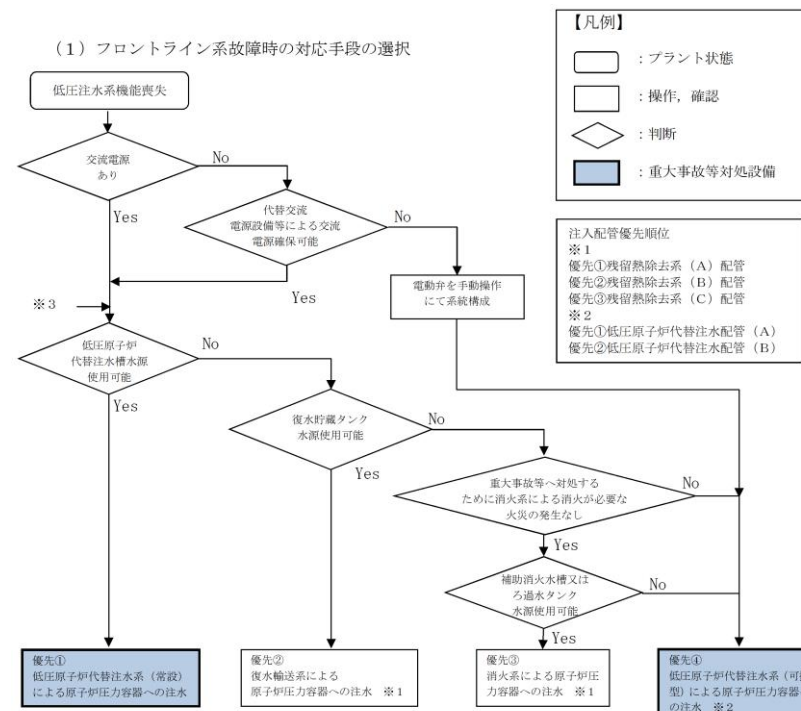 (1)フロントライン系故障時の対応手段の選択
【凡例】
:プラント状態
:操作,確認
:判断
:重大事故等対処設備
低圧注水系機能喪失
交流電源
あり
No
Yes
代替交流
電源設備等による交流
電源確保可能
No
Yes
注入配管優先順位
※1
優先①残留熱除去系(A)配管
優先②残留熱除去系(B)配管
優先③残留熱除去系(C)配管
※2
優先①低圧原子炉代替注水配管(A)
優先②低圧原子炉代替注水配管(B)
電動弁を手動操作
にて系統構成
※3
低圧原子炉
代替注水槽水源
使用可能
No
Yes
復水貯蔵タンク
水源使用可能
No
Yes
重大事故等へ対処する
ために消火系による消火が必要な
火災の発生なし
No
Yes
補助消火水槽又は
ろ過水タンク
水源使用可能
No
Yes
優先①
低圧原子炉代替注水系(常設)
による原子炉圧力容器への注水
優先②
復水輸送系による
原子炉圧力容器への注水 ※1
優先③
消火系による原子炉圧
力容器への注水 ※1
優先④
低圧原子炉代替注水系(可
型)による原子炉圧力容器
の注水 ※2